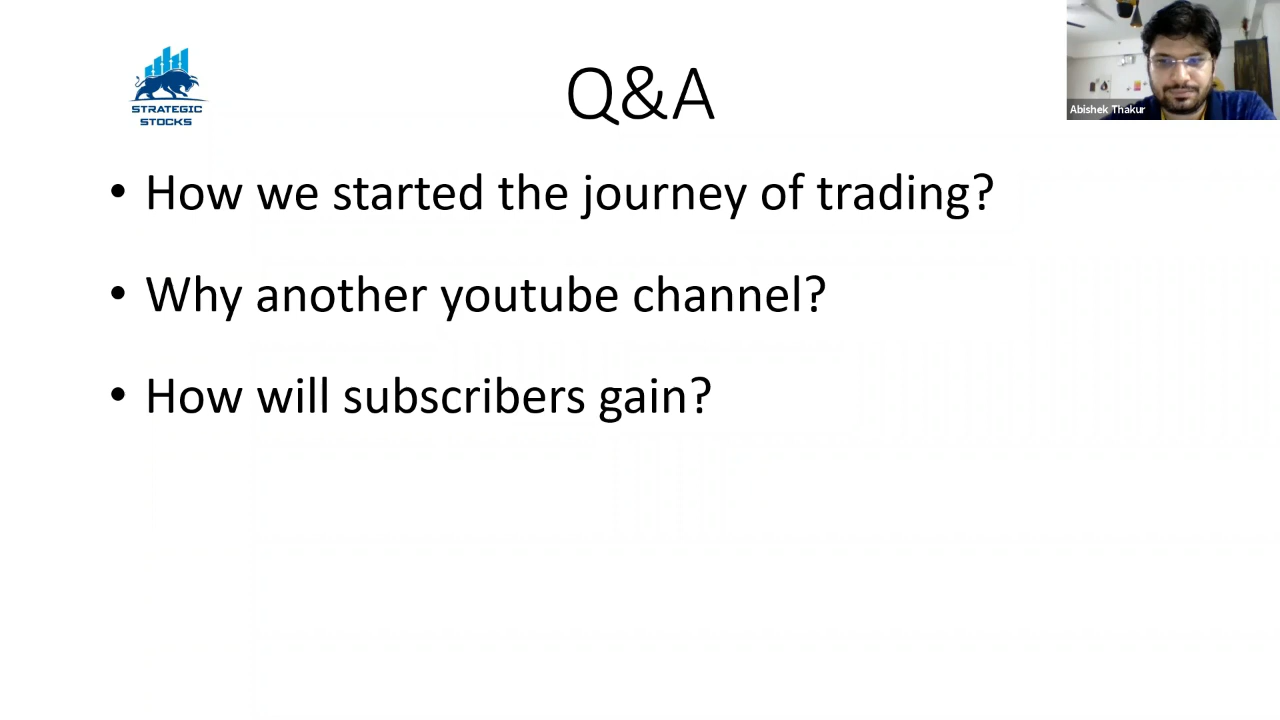 STRATEGIC
STOCKS
Q&A
Abishek Thakur
• How we started the journey of trading?
• Why another youtube channel?
• How will subscribers gain?